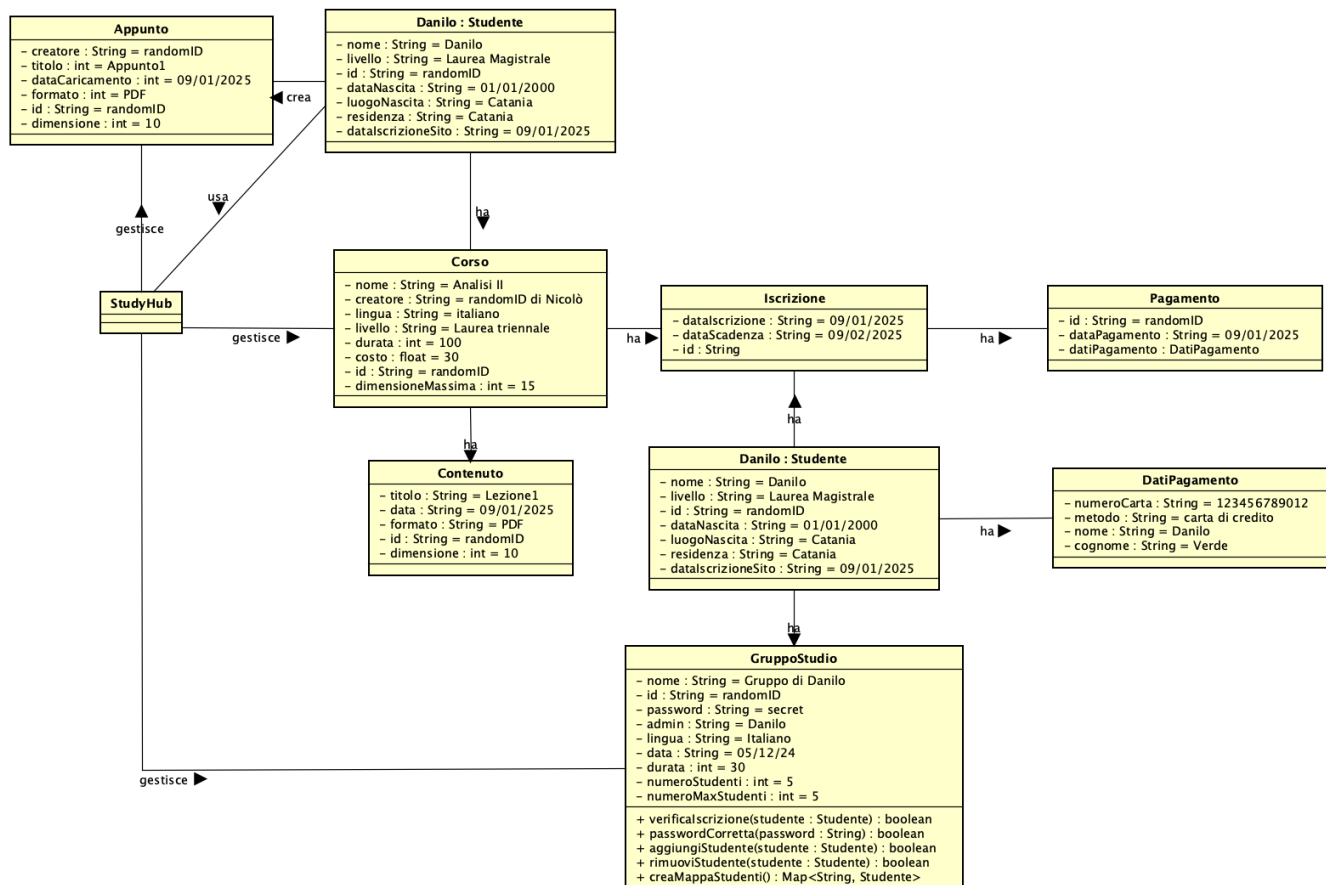 Appunto
– creatore : String = randomID
– titolo : int = Appunto1
– dataCaricamento : int = 09/01/2025
– formato : int = PDF
– id : String = randomID
– dimensione : int = 10
Danilo : Studente
– nome : String = Danilo
– livello : String = Laurea Magistrale
– id : String = randomID
– dataNascita : String = 01/01/2000
– luogoNascita : String = Catania
– residenza : String = Catania
– dataIscrizioneSito : String = 09/01/2025
crea
usa
ha
gestisce
StudyHub
gestisce
Corso
– nome : String = Analisi II
– creatore : String = randomID di Nicolò
– lingua : String = italiano
– livello : String = Laurea triennale
– durata : int = 100
– costo : float = 30
– id : String = randomID
– dimensioneMassima : int = 15
ha
Iscrizione
– dataIscrizione : String = 09/01/2025
– dataScadenza : String = 09/02/2025
– id : String
ha
Pagamento
– id : String = randomID
– dataPagamento : String = 09/01/2025
– datiPagamento : DatiPagamento
ha
ha
Contenuto
– titolo : String = Lezione1
– data : String = 09/01/2025
– formato : String = PDF
– id : String = randomID
– dimensione : int = 10
Danilo : Studente
– nome : String = Danilo
– livello : String = Laurea Magistrale
– id : String = randomID
– dataNascita : String = 01/01/2000
– luogoNascita : String = Catania
– residenza : String = Catania
– dataIscrizioneSito : String = 09/01/2025
ha
DatiPagamento
– numeroCarta : String = 123456789012
– metodo : String = carta di credito
– nome : String = Danilo
– cognome : String = Verde
ha
GruppoStudio
– nome : String = Gruppo di Danilo
– id : String = randomID
– password : String = secret
– admin : String = Danilo
– lingua : String = Italiano
– data : String = 05/12/24
– durata : int = 30
– numeroStudenti : int = 5
– numeroMaxStudenti : int = 5
+ verificaIscrizione(studente : Studente) : boolean
+ passwordCorretta(password : String) : boolean
+ aggiungiStudente(studente : Studente) : boolean
+ rimuoviStudente(studente : Studente) : boolean
+ creaMappaStudenti() : Map<String, Studente>
gestisce